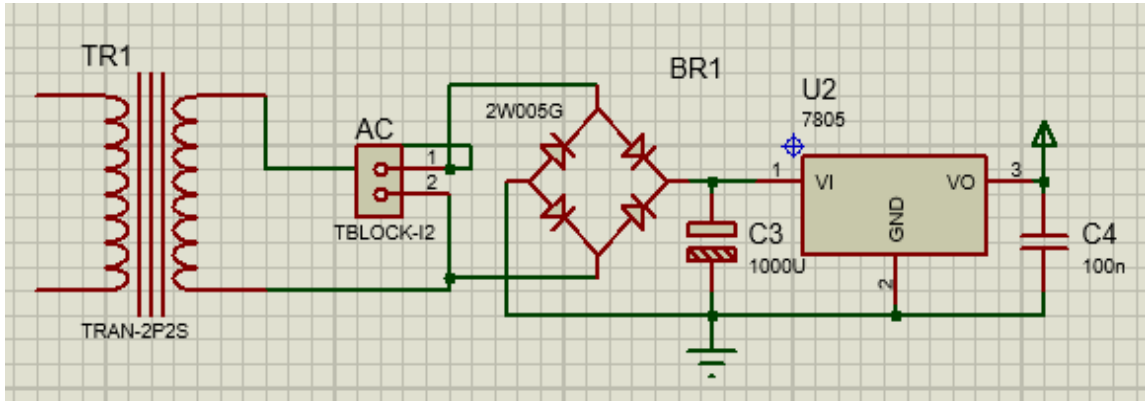 TR1
TRAN-2P2S
AC
1
2
TBLOCK-I2
BR1
2W005G
U2
7805
1
VI
VO
3
GND
2
C3
1000U
C4
100n